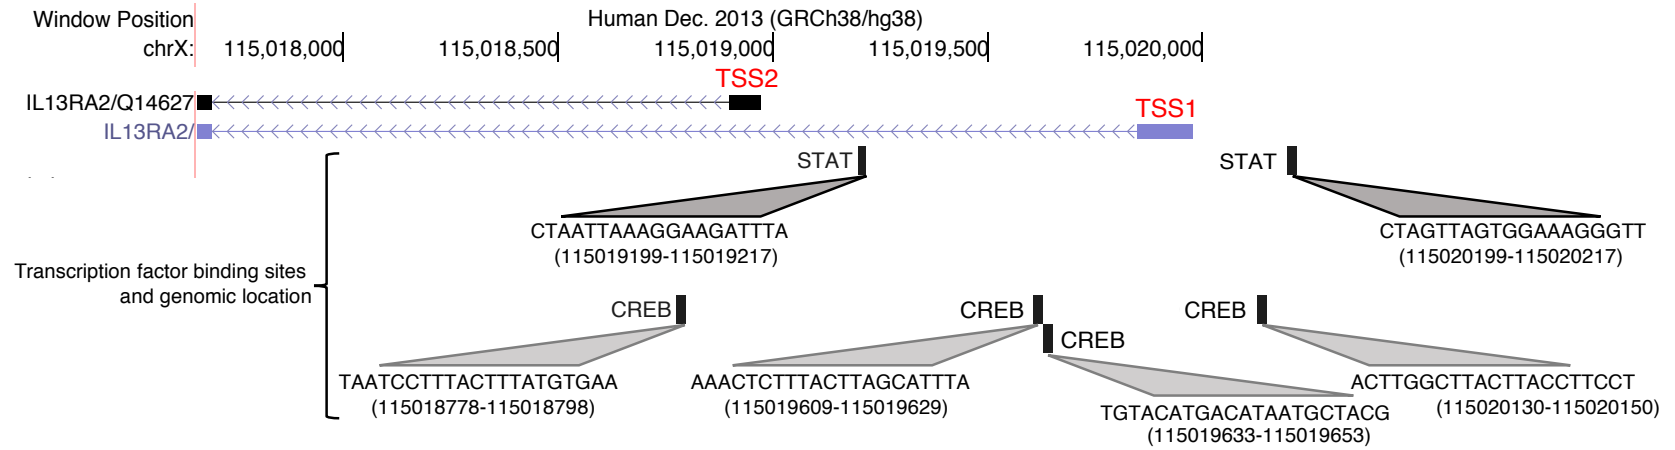 Window Position
Human Dec. 2013 (GRCh38/hg38)
chrX:
115,018,000
115,018,500
115,019,000
115,019,500
115,020,000
TSS2
IL13RA2/Q14627
TSS1
IL13RA2/
STAT
STAT
CTAATTAAAGGAAGATTTA
(115019199-115019217)
CTAGTTAGTGGAAAGGGTT
(115020199-115020217)
Transcription factor binding sites
and genomic location
CREB
CREB
CREB
CREB
TAATCCTTTACTTTATGTGAA
(115018778-115018798)
AAACTCTTTACTTAGCATTTA
(115019609-115019629)
TGTACATGACATAATGCTACG
(115019633-115019653)
ACTTGGCTTACTTACCTTCCT
(115020130-115020150)